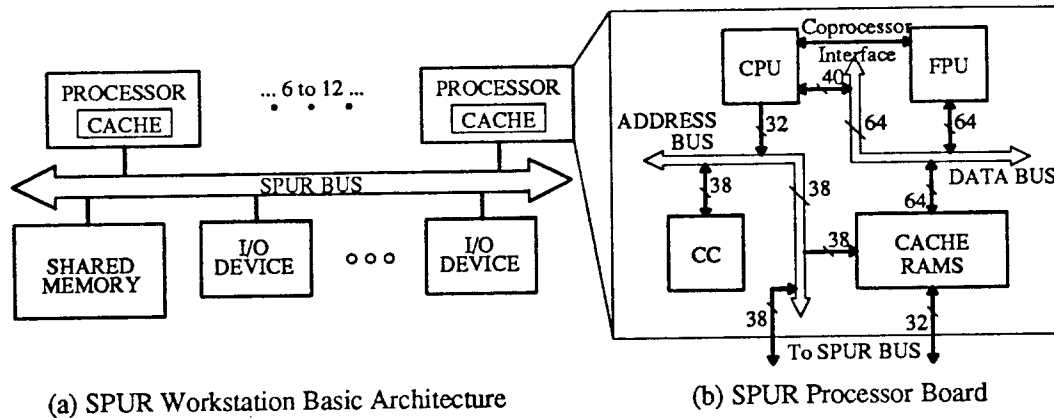 PROCESSOR
CACHE
... 6 to 12 ...
PROCESSOR
CACHE
SPUR BUS
SHARED
MEMORY
I/O
DEVICE
I/O
DEVICE
(a) SPUR Workstation Basic Architecture
CPU
Coprocessor
Interface
FPU
40
32
64
64
ADDRESS
BUS
DATA BUS
38
38
64
CC
38
CACHE
RAMS
38
32
To SPUR BUS
(b) SPUR Processor Board